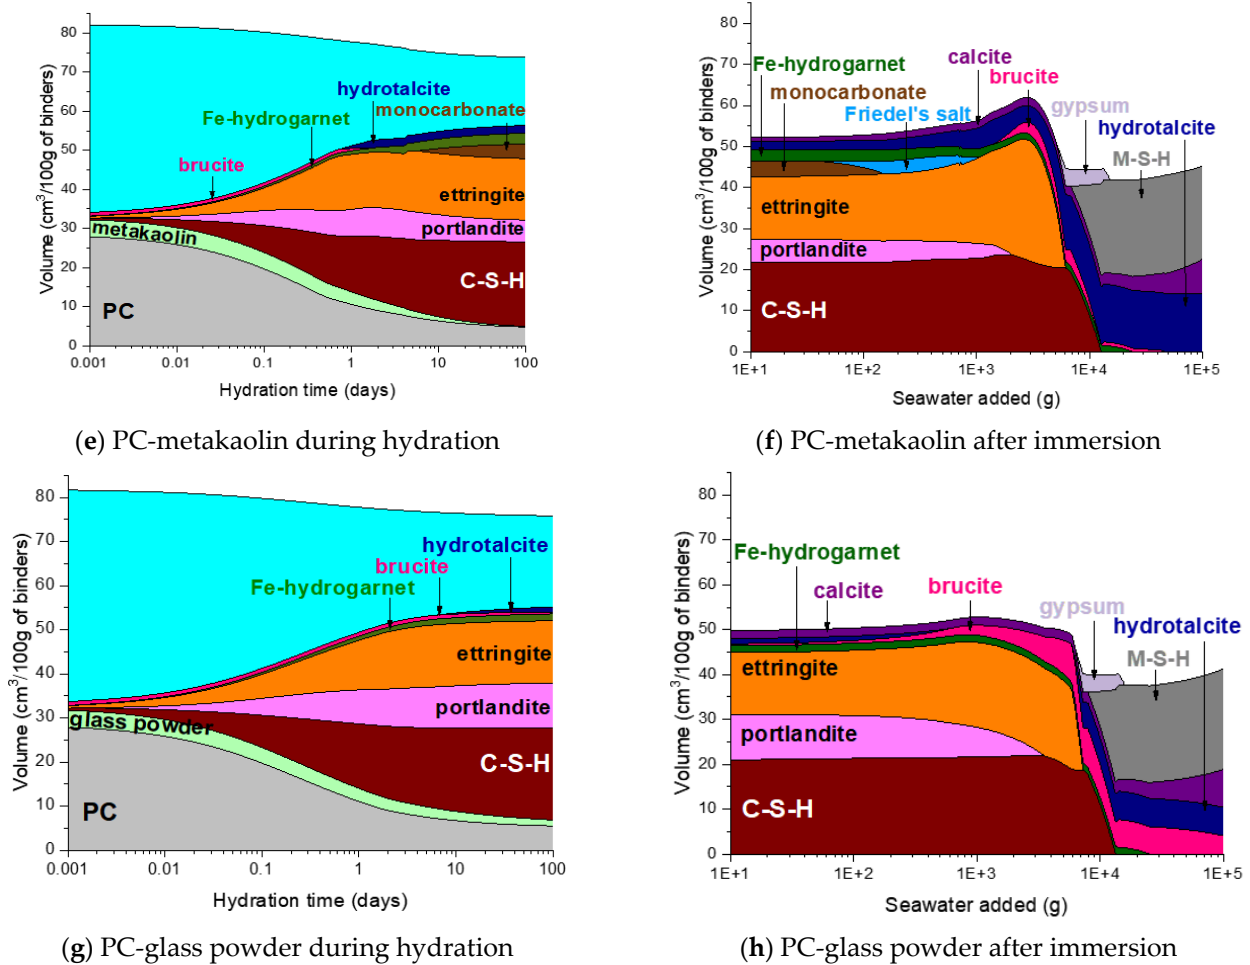 80
70
60
50
40
30
20
10
0
Volume (cm³/100g of binders)
hydrotalcite
monocarbonate
Fe-hydrogarnet
brucite
ettringite
portlandite
metakaolin
C-S-H
PC
0.001 0.01 0.1 1 10 100
Hydration time (days)
(e) PC-metakaolin during hydration
80
70
60
50
40
30
20
10
0
Volume (cm³/100g of binders)
calcite
Fe-hydrogarnet
brucite
monocarbonate
gypsum
Friedel's salt
hydrotalcite
M-S-H
ettringite
portlandite
C-S-H
1E+1 1E+2 1E+3 1E+4 1E+5
Seawater added (g)
(f) PC-metakaolin after immersion
80
70
60
50
40
30
20
10
0
Volume (cm³/100g of binders)
hydrotalcite
brucite
Fe-hydrogarnet
ettringite
portlandite
glass powder
C-S-H
PC
0.001 0.01 0.1 1 10 100
Hydration time (days)
(g) PC-glass powder during hydration
80
70
60
50
40
30
20
10
0
Volume (cm³/100g of binders)
Fe-hydrogarnet
calcite
brucite
gypsum
hydrotalcite
M-S-H
ettringite
portlandite
C-S-H
1E+1 1E+2 1E+3 1E+4 1E+5
Seawater added (g)
(h) PC-glass powder after immersion